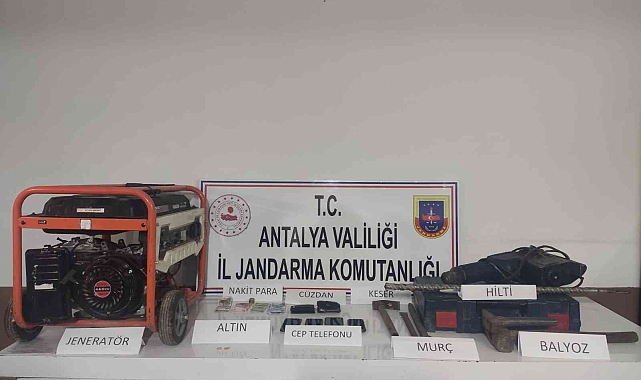 T.C.
ANTALYA VALİLİĞİ
İL JANDARMA KOMUTANLIĞI
NAKİT PARA
CÜZDAN
KESER
HİLTİ
JENERATÖR
ALTIN
CEP TELEFONU
MURÇ
BALYOZ